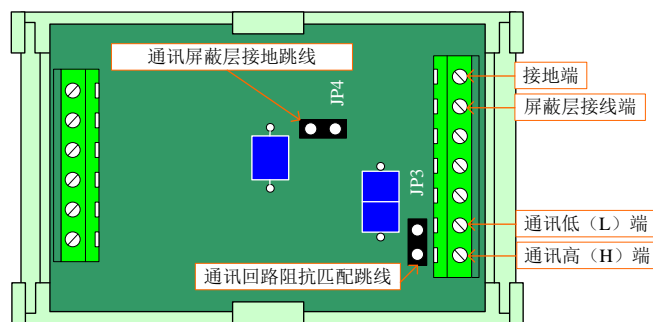 通讯屏蔽层接地跳线
接地端
JP4
屏蔽层接线端
JP3
通讯低（L）端
通讯高（H）端
通讯回路阻抗匹配跳线